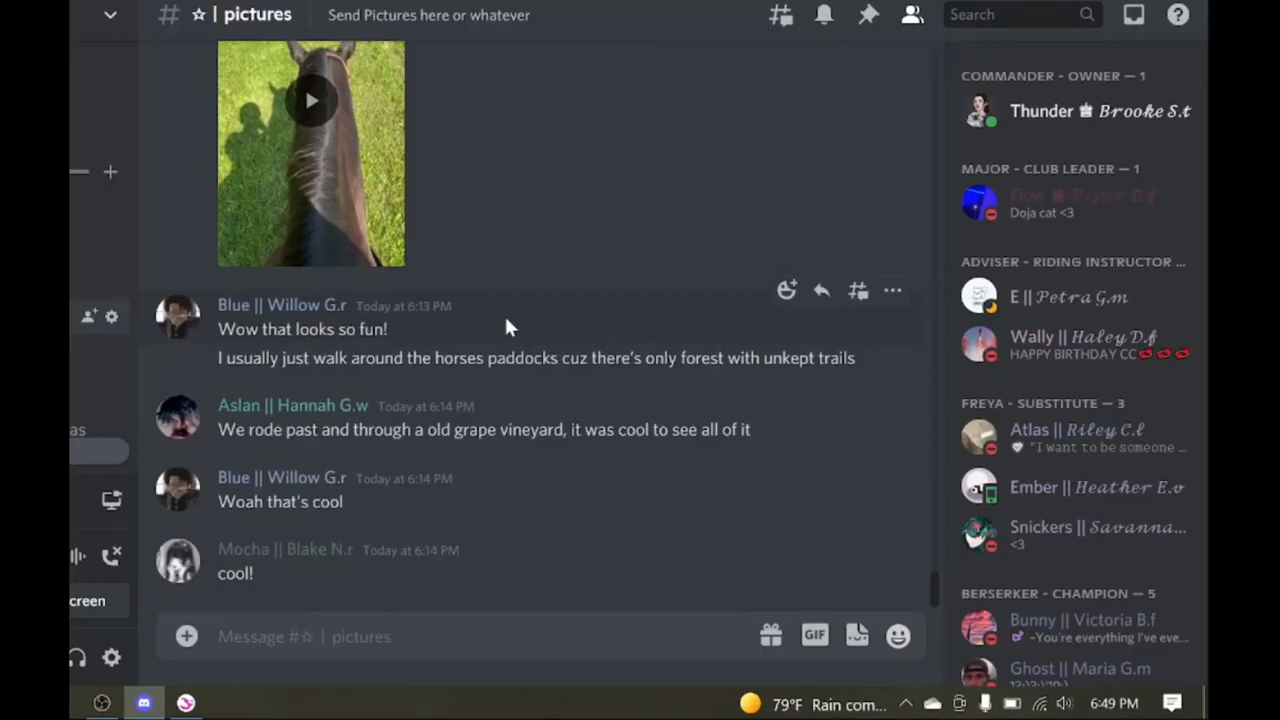 # ☆ | pictures
Send Pictures here or whatever
Search
Blue || Willow G.r Today at 6:13 PM
Wow that looks so fun!
I usually just walk around the horses paddocks cuz there's only forest with unkept trails
Aslan || Hannah G.w Today at 6:14 PM
We rode past and through a old grape vineyard, it was cool to see all of it
Blue || Willow G.r Today at 6:14 PM
Woah that's cool
Mocha || Blake N.r Today at 6:14 PM
cool!
Message #☆ | pictures
GIF
as
creen
COMMANDER - OWNER — 1
Thunder ♚ 𝓑𝓻𝓸𝓸𝓴𝓮 𝓢.𝓽
MAJOR - CLUB LEADER — 1
Flow ♚ 𝓟𝓲𝓹𝓮𝓻 𝓓.𝓯
Doja cat <3
ADVISER - RIDING INSTRUCTOR ...
E || 𝓟𝓮𝓽𝓻𝓪 𝓖.𝓶
Wally || 𝓗𝓪𝓵𝓮𝔂 𝓓.𝓯
HAPPY BIRTHDAY CC
FREYA - SUBSTITUTE — 3
Atlas || 𝓡𝓲𝓵𝓮𝔂 𝓒.𝓵
"I want to be someone ...
Ember || 𝓗𝓮𝓪𝓽𝓱𝓮𝓻 𝓔.𝓿
Snickers || 𝓢𝓪𝓿𝓪𝓷𝓷𝓪...
<3
BERSERKER - CHAMPION — 5
Bunny || Victoria B.f
-You're everything I've eve...
Ghost || Maria G.m
79°F Rain com... 6:49 PM